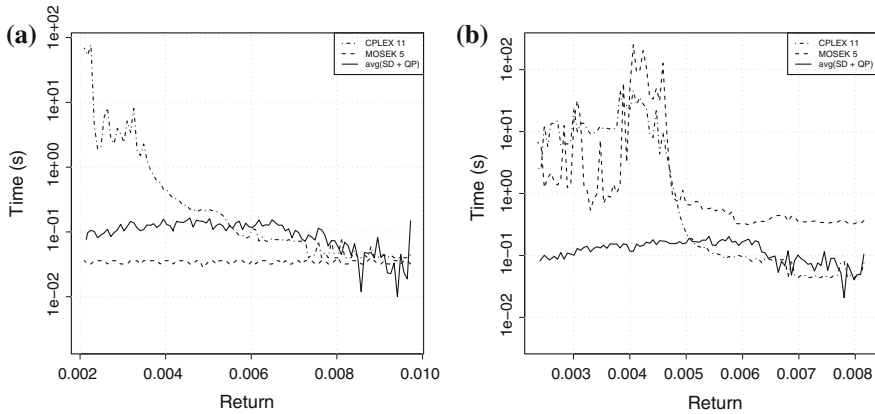 (a)
Time (s)
1e+02
1e+01
1e+00
1e-01
1e-02
CPLEX 11
MOSEK 5
avg(SD + QP)
0.002 0.004 0.006 0.008 0.010
Return
(b)
Time (s)
1e+02
1e+01
1e+00
1e-01
1e-02
CPLEX 11
MOSEK 5
avg(SD + QP)
0.003 0.004 0.005 0.006 0.007 0.008
Return